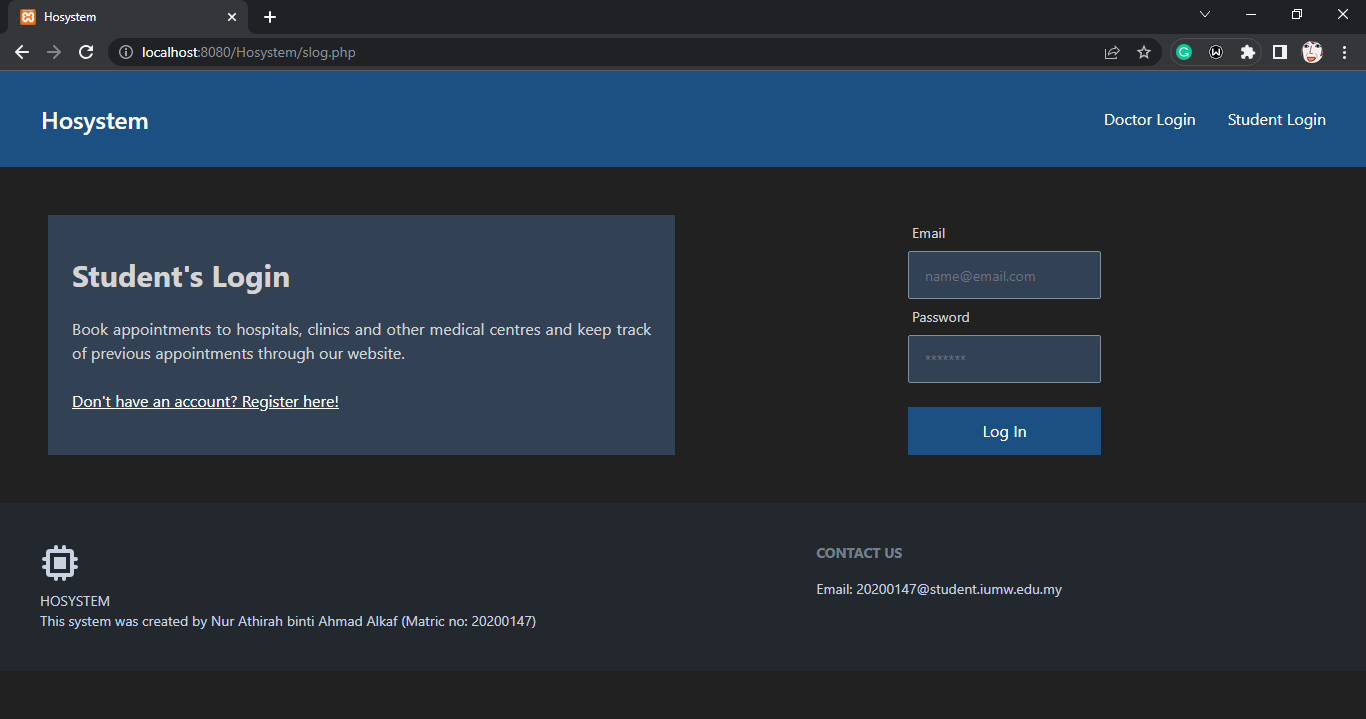 Hosystem
localhost:8080/Hosystem/slog.php
Hosystem
Doctor Login
Student Login
Student's Login
Book appointments to hospitals, clinics and other medical centres and keep track
of previous appointments through our website.
Don't have an account? Register here!
Email
name@email.com
Password
*******
Log In
HOSYSTEM
This system was created by Nur Athirah binti Ahmad Alkaf (Matric no: 20200147)
CONTACT US
Email: 20200147@student.iumw.edu.my